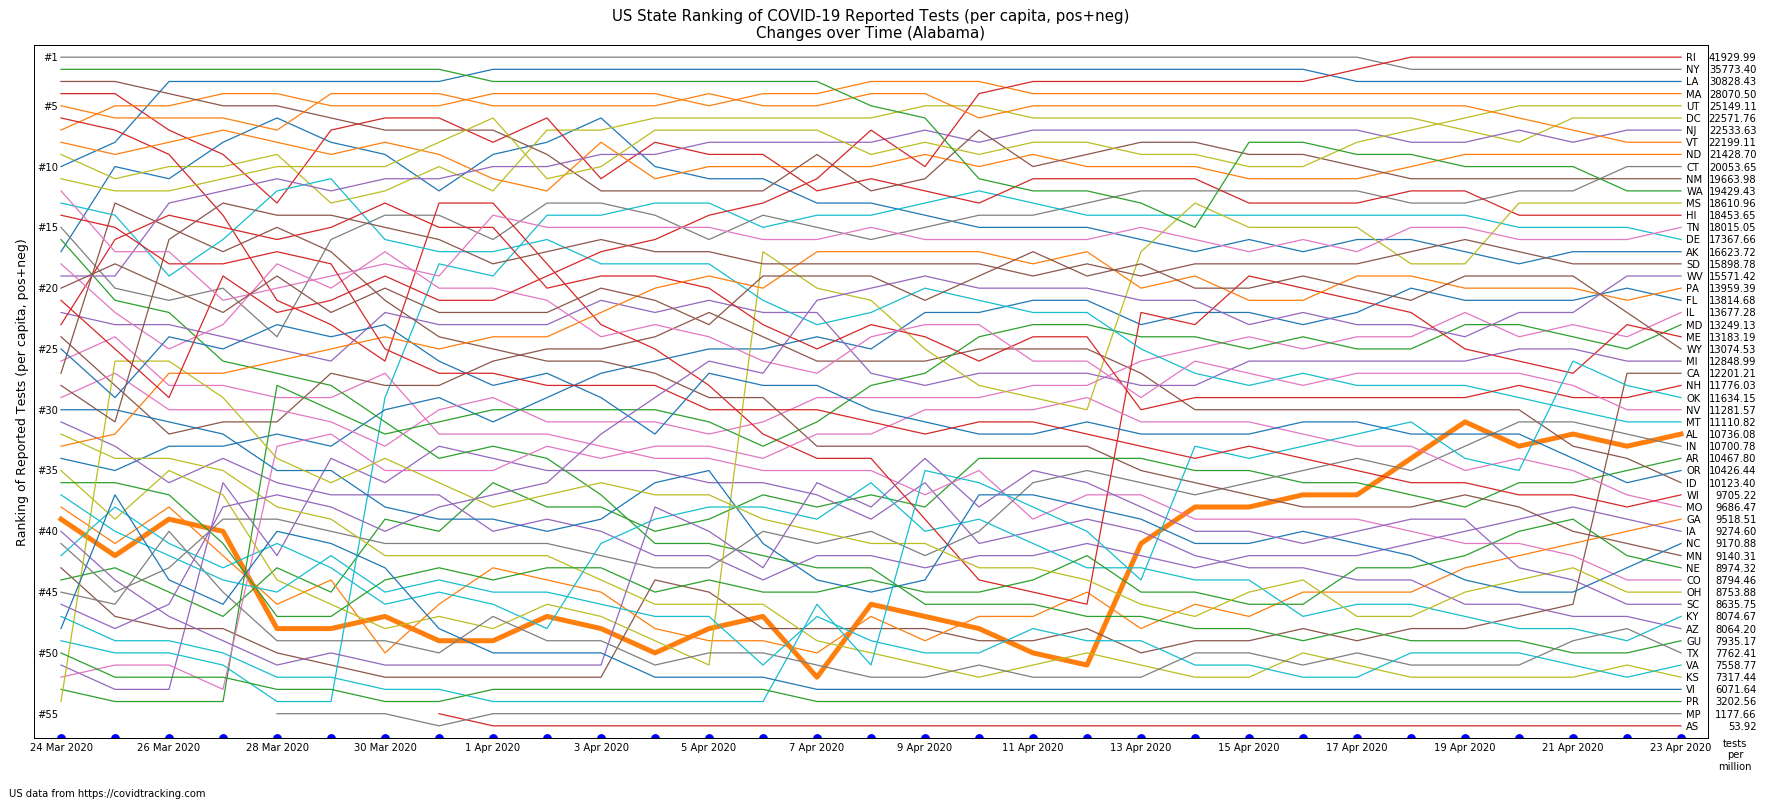 US State Ranking of COVID-19 Reported Tests (per capita, pos+neg)
Changes over Time (Alabama)
Ranking of Reported Tests (per capita, pos+neg)
#1
#5
#10
#15
#20
#25
#30
#35
#40
#45
#50
#55
RI 41929.99
NY 35773.40
LA 30828.43
MA 28070.50
UT 25149.11
DC 22571.76
NJ 22533.63
VT 22199.11
ND 21428.70
CT 20053.65
NM 19663.98
WA 19429.43
MS 18610.96
HI 18453.65
TN 18015.05
DE 17367.66
AK 16623.72
SD 15898.78
WV 15571.42
PA 13959.39
FL 13814.68
IL 13677.28
MD 13249.13
ME 13183.19
WY 13074.53
MI 12848.99
CA 12201.21
NH 11776.03
OK 11634.15
NV 11281.57
MT 11110.82
AL 10736.08
IN 10700.78
AR 10467.80
OR 10426.44
ID 10123.40
WI 9705.22
MO 9686.47
GA 9518.51
IA 9274.60
NC 9170.88
MN 9140.31
NE 8974.32
CO 8794.46
OH 8753.88
SC 8635.75
KY 8074.67
AZ 8064.20
GU 7935.17
TX 7762.41
VA 7558.77
KS 7317.44
VI 6071.64
PR 3202.56
MP 1177.66
AS 53.92
24 Mar 2020 26 Mar 2020 28 Mar 2020 30 Mar 2020 1 Apr 2020 3 Apr 2020 5 Apr 2020 7 Apr 2020 9 Apr 2020 11 Apr 2020 13 Apr 2020 15 Apr 2020 17 Apr 2020 19 Apr 2020 21 Apr 2020 23 Apr 2020
tests
per
million
US data from https://covidtracking.com